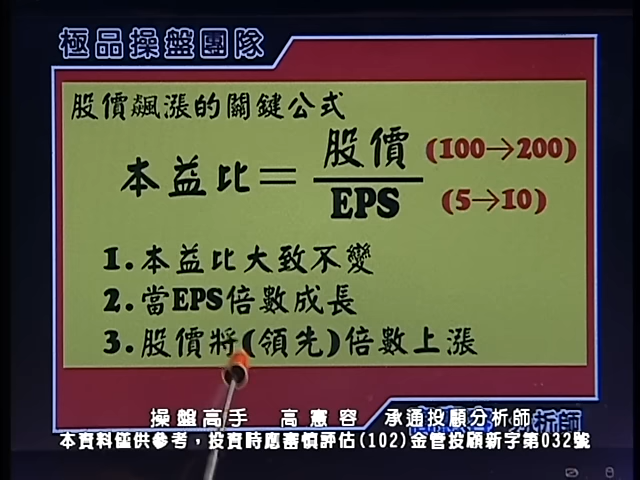 極品操盤團隊
股價飆漲的關鍵公式
本益比=股價/EPS
(100→200)
(5→10)
1.本益比大致不變
2.當EPS倍數成長
3.股價將(領先)倍數上漲
操盤高手 高憲容 承通投顧分析師
析師
本資料僅供參考，投資時應審慎評估(102)金管投顧新字第032號